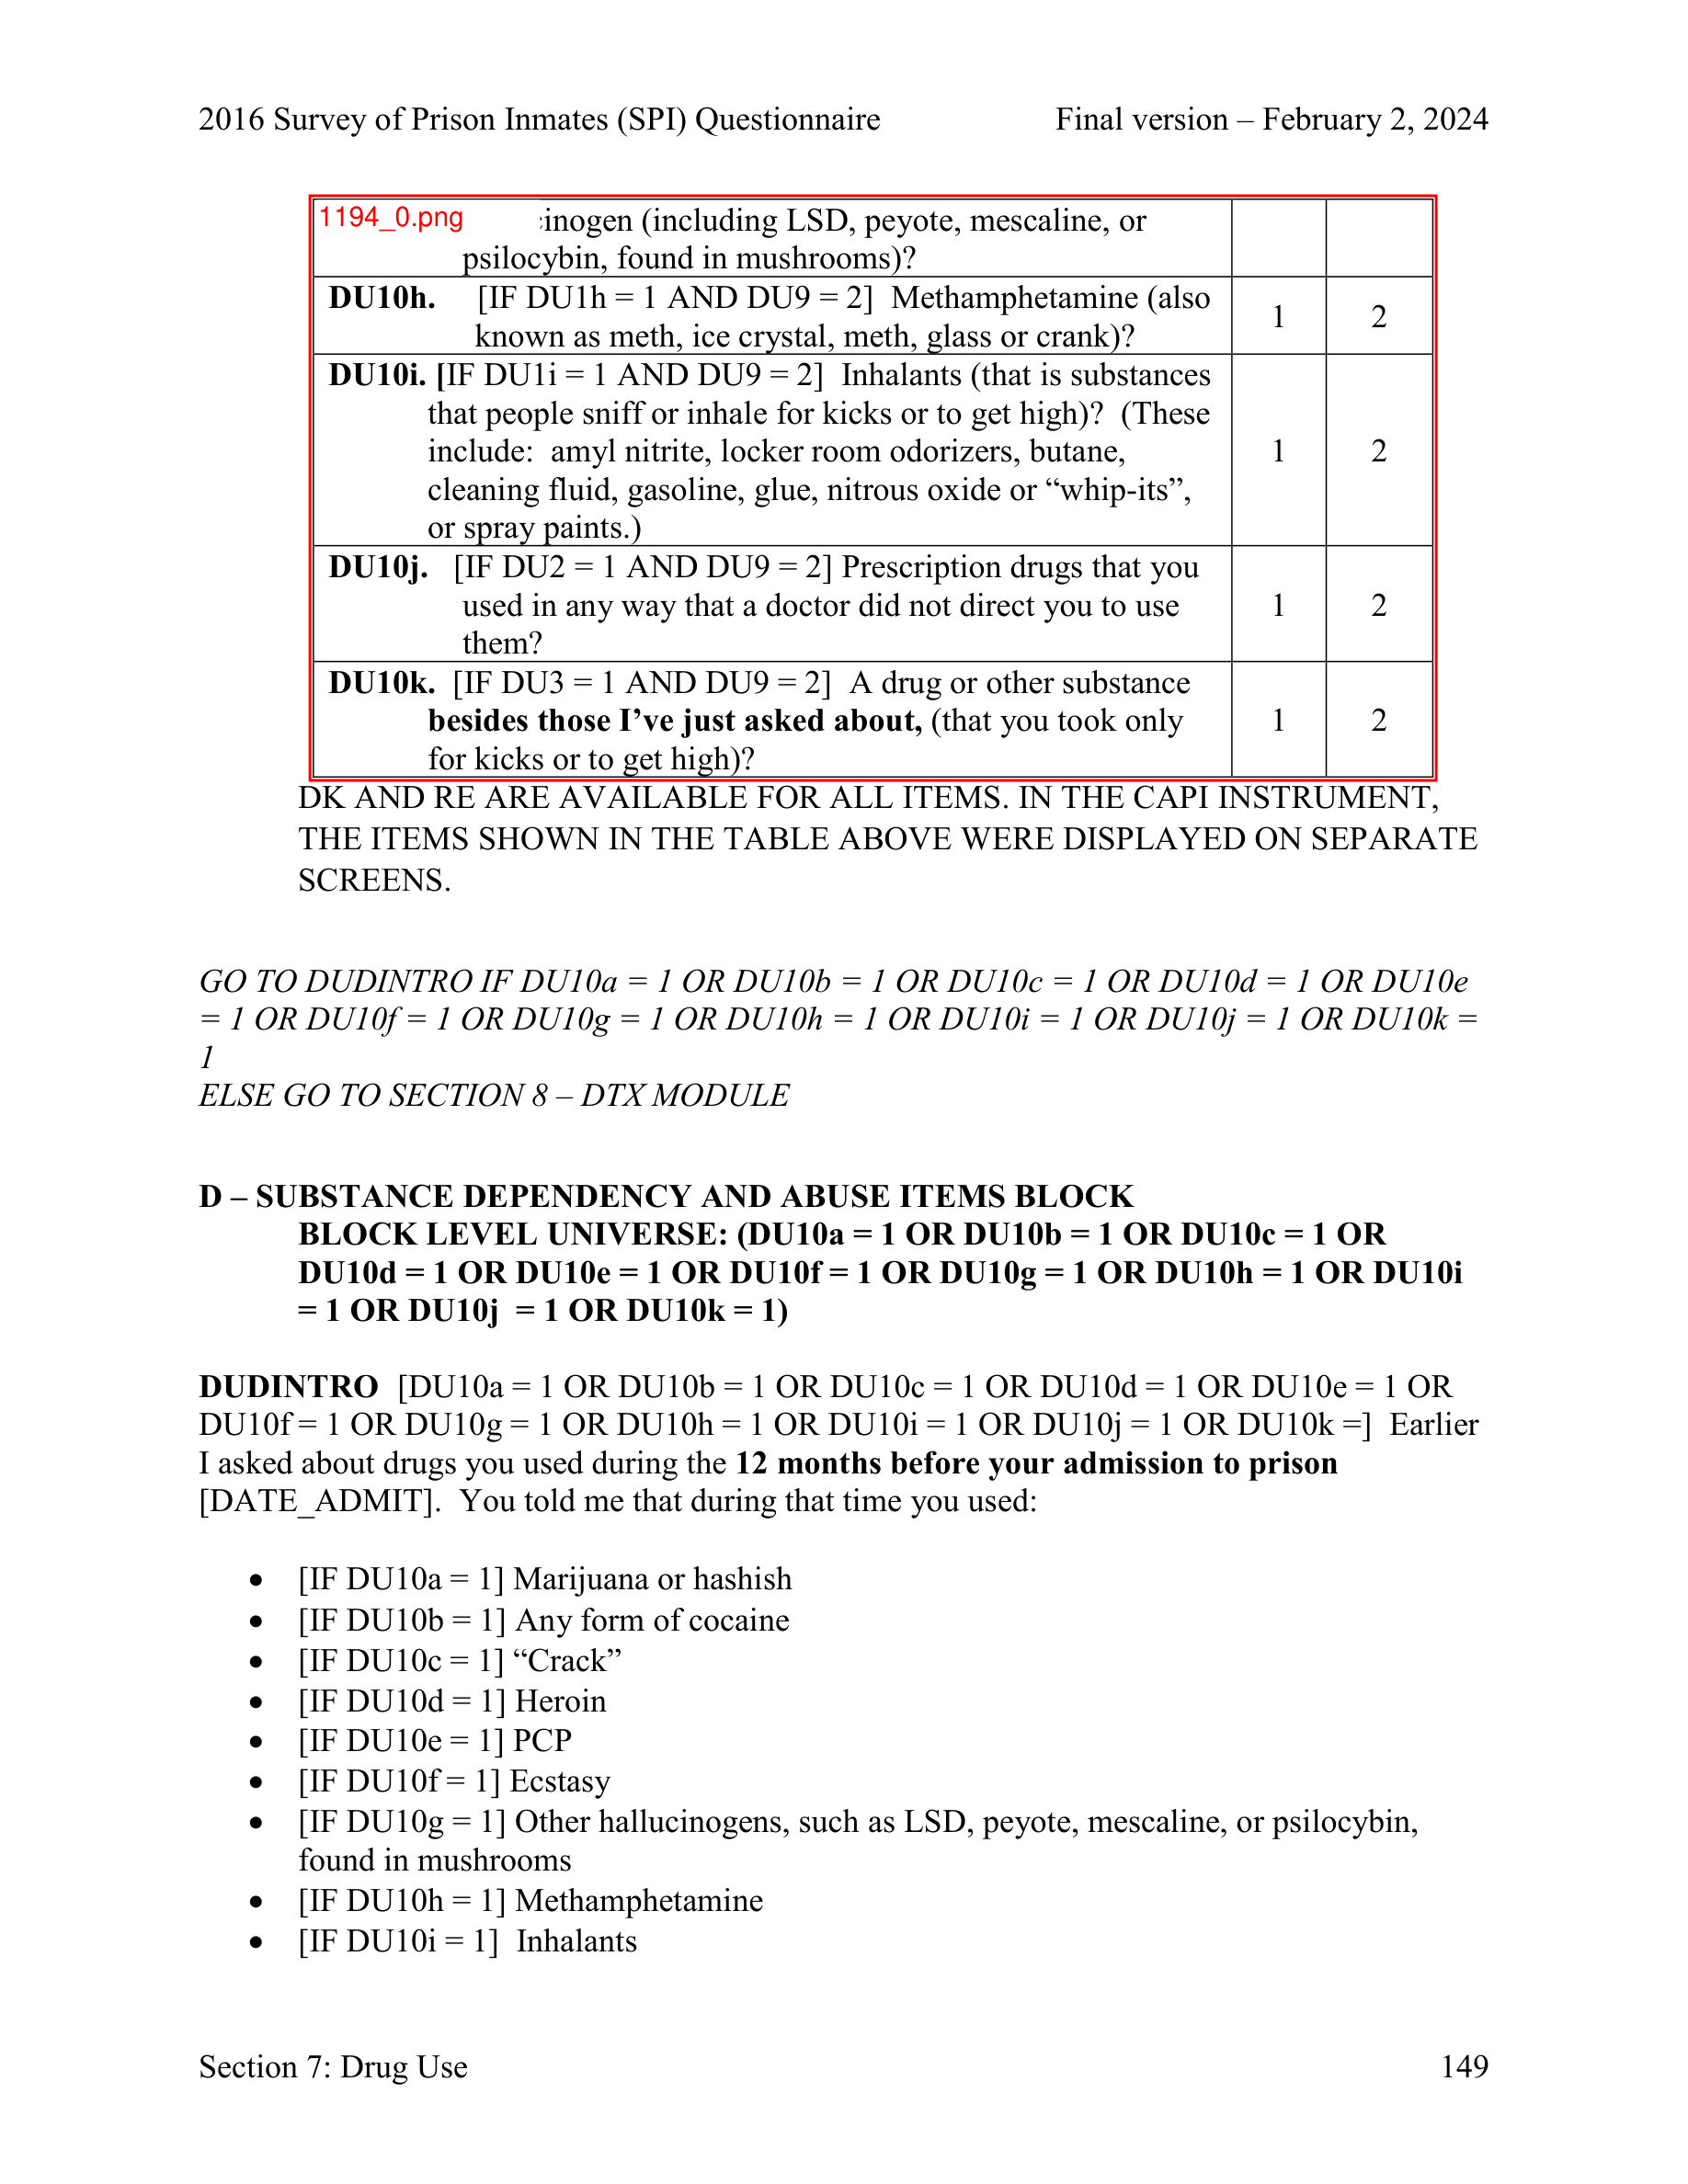 2016 Survey of Prison Inmates (SPI) Questionnaire Final version – February 2, 2024
1194_0.png
(including LSD, peyote, mescaline, or
psilocybin, found in mushrooms)?
DU10h. [IF DU1h = 1 AND DU9 = 2] Methamphetamine (also
known as meth, ice crystal, meth, glass or crank)?
1 2
DU10i. [IF DU1i = 1 AND DU9 = 2] Inhalants (that is substances
that people sniff or inhale for kicks or to get high)? (These
include: amyl nitrite, locker room odorizers, butane,
cleaning fluid, gasoline, glue, nitrous oxide or “whip-its”,
or spray paints.)
1 2
DU10j. [IF DU2 = 1 AND DU9 = 2] Prescription drugs that you
used in any way that a doctor did not direct you to use
them?
1 2
DU10k. [IF DU3 = 1 AND DU9 = 2] A drug or other substance
besides those I’ve just asked about, (that you took only
for kicks or to get high)?
1 2
DK AND RE ARE AVAILABLE FOR ALL ITEMS. IN THE CAPI INSTRUMENT,
THE ITEMS SHOWN IN THE TABLE ABOVE WERE DISPLAYED ON SEPARATE
SCREENS.
GO TO DUDINTRO IF DU10a = 1 OR DU10b = 1 OR DU10c = 1 OR DU10d = 1 OR DU10e
= 1 OR DU10f = 1 OR DU10g = 1 OR DU10h = 1 OR DU10i = 1 OR DU10j = 1 OR DU10k =
1
ELSE GO TO SECTION 8 – DTX MODULE
D – SUBSTANCE DEPENDENCY AND ABUSE ITEMS BLOCK
BLOCK LEVEL UNIVERSE: (DU10a = 1 OR DU10b = 1 OR DU10c = 1 OR
DU10d = 1 OR DU10e = 1 OR DU10f = 1 OR DU10g = 1 OR DU10h = 1 OR DU10i
= 1 OR DU10j = 1 OR DU10k = 1)
DUDINTRO [DU10a = 1 OR DU10b = 1 OR DU10c = 1 OR DU10d = 1 OR DU10e = 1 OR
DU10f = 1 OR DU10g = 1 OR DU10h = 1 OR DU10i = 1 OR DU10j = 1 OR DU10k =] Earlier
I asked about drugs you used during the 12 months before your admission to prison
[DATE_ADMIT]. You told me that during that time you used:
• [IF DU10a = 1] Marijuana or hashish
• [IF DU10b = 1] Any form of cocaine
• [IF DU10c = 1] “Crack”
• [IF DU10d = 1] Heroin
• [IF DU10e = 1] PCP
• [IF DU10f = 1] Ecstasy
• [IF DU10g = 1] Other hallucinogens, such as LSD, peyote, mescaline, or psilocybin,
found in mushrooms
• [IF DU10h = 1] Methamphetamine
• [IF DU10i = 1] Inhalants
Section 7: Drug Use 149